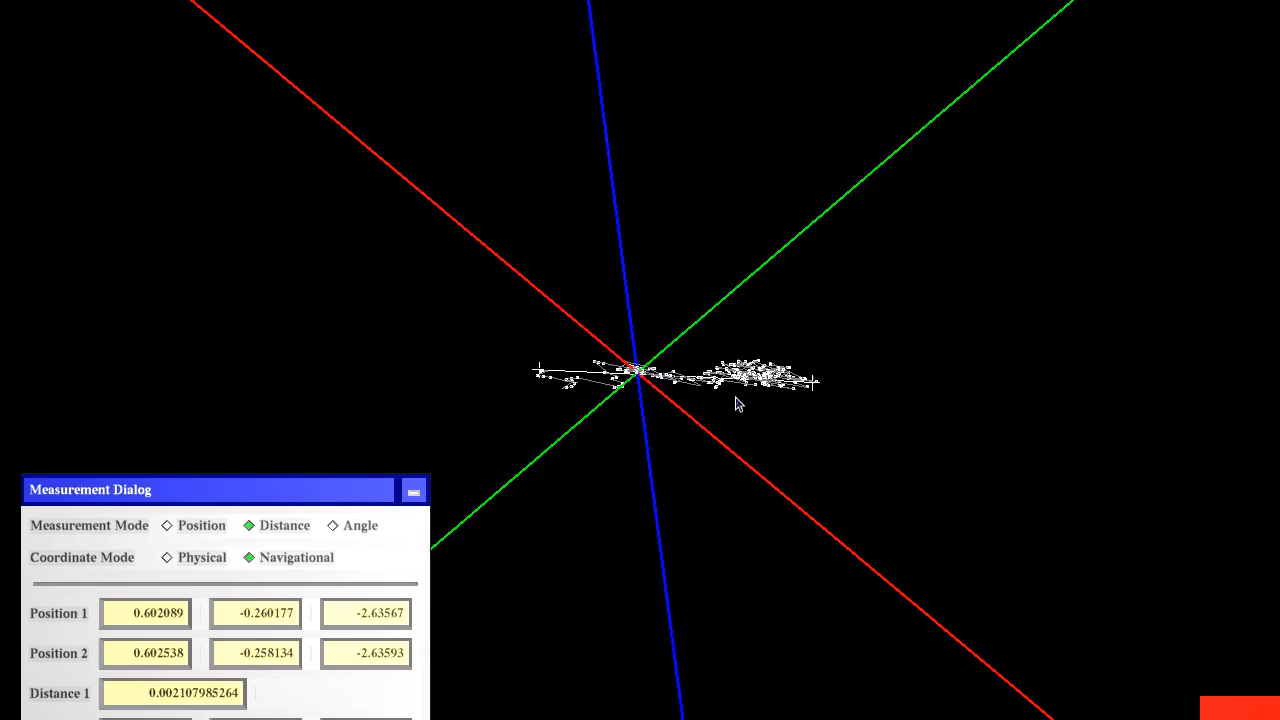 Measurement Dialog
Measurement Mode Position Distance Angle
Coordinate Mode Physical Navigational
Position 1 0.602089 -0.260177 -2.63567
Position 2 0.602538 -0.258134 -2.63593
Distance 1 0.002107985264